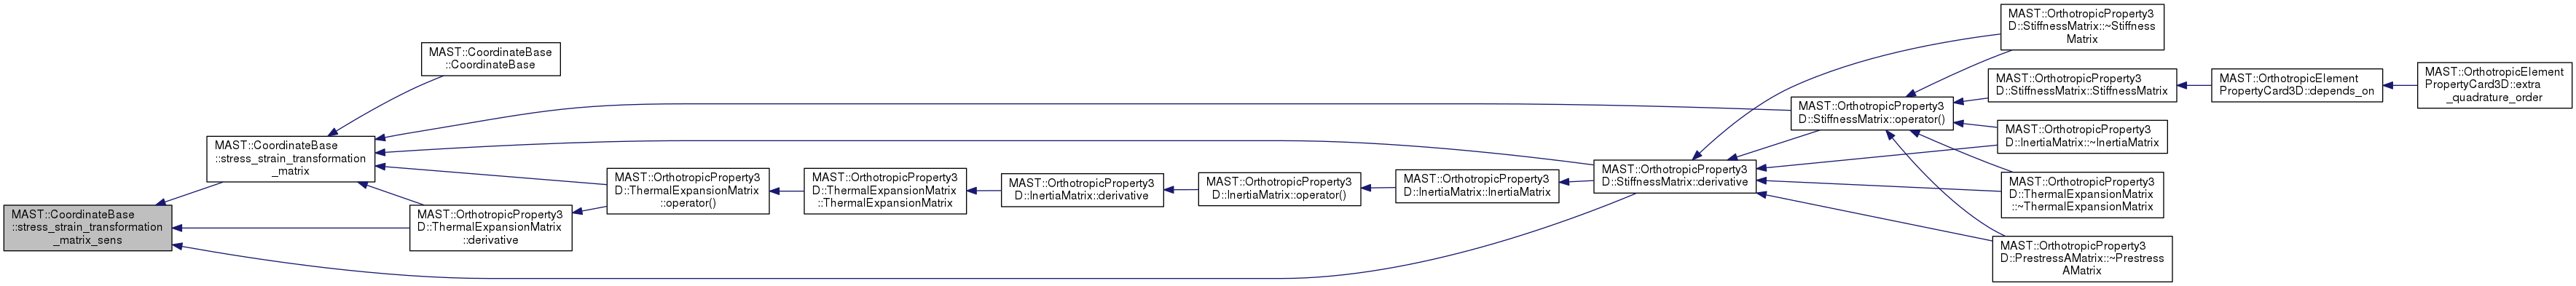 MAST::CoordinateBase
::stress_strain_transformation
_matrix_sens
MAST::CoordinateBase
::stress_strain_transformation
_matrix
MAST::CoordinateBase
::CoordinateBase
MAST::OrthotropicProperty3
D::ThermalExpansionMatrix
::derivative
MAST::OrthotropicProperty3
D::ThermalExpansionMatrix
::operator()
MAST::OrthotropicProperty3
D::ThermalExpansionMatrix
::ThermalExpansionMatrix
MAST::OrthotropicProperty3
D::InertiaMatrix::derivative
MAST::OrthotropicProperty3
D::InertiaMatrix::operator()
MAST::OrthotropicProperty3
D::InertiaMatrix::InertiaMatrix
MAST::OrthotropicProperty3
D::StiffnessMatrix::derivative
MAST::OrthotropicProperty3
D::StiffnessMatrix::operator()
MAST::OrthotropicProperty3
D::StiffnessMatrix::~Stiffness
Matrix
MAST::OrthotropicProperty3
D::StiffnessMatrix::StiffnessMatrix
MAST::OrthotropicElement
PropertyCard3D::depends_on
MAST::OrthotropicElement
PropertyCard3D::extra
_quadrature_order
MAST::OrthotropicProperty3
D::InertiaMatrix::~InertiaMatrix
MAST::OrthotropicProperty3
D::ThermalExpansionMatrix
::~ThermalExpansionMatrix
MAST::OrthotropicProperty3
D::PrestressAMatrix::~Prestress
AMatrix